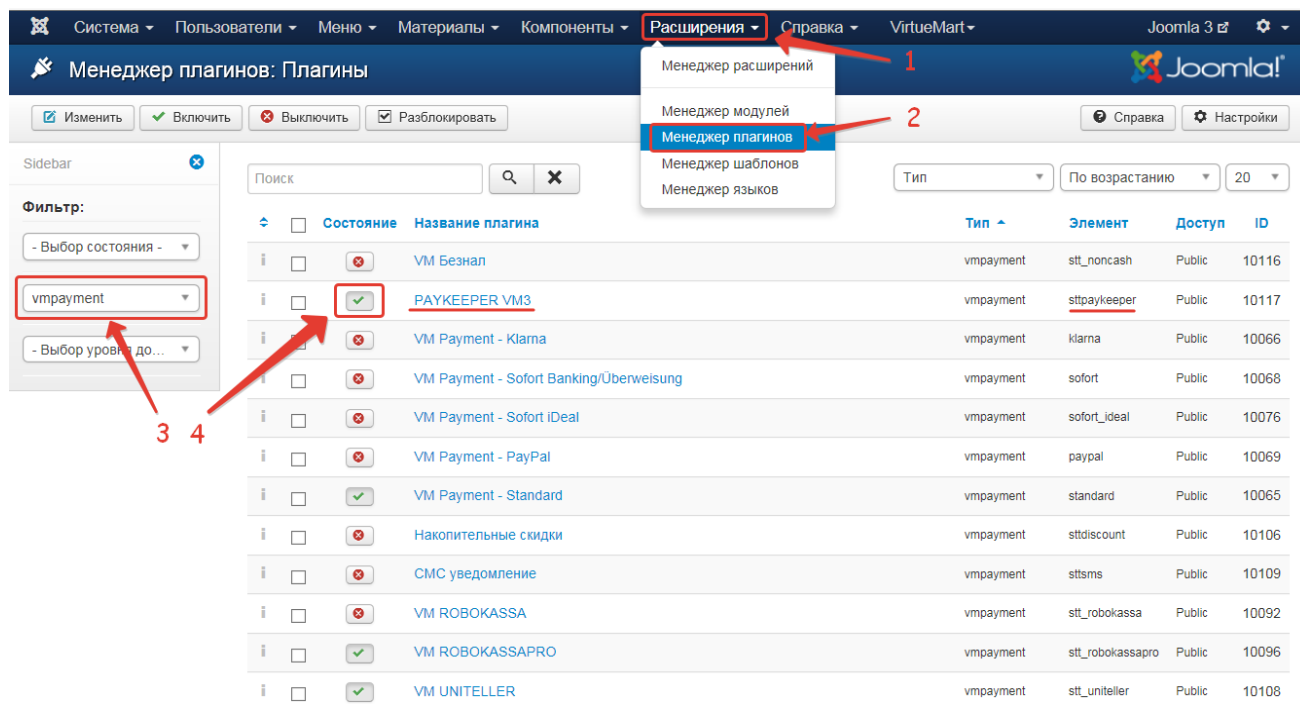 Система Пользователи Меню Материалы Компоненты Расширения Справка VirtueMart Joomla 3
Менеджер плагинов: Плагины
Joomla!
Менеджер расширений
Менеджер модулей
Менеджер плагинов
Менеджер шаблонов
Менеджер языков
1
2
Изменить Включить Выключить Разблокировать Справка Настройки
Sidebar
Фильтр:
- Выбор состояния -
vmpayment
- Выбор уровня до...
3 4
Поиск Тип По возрастанию 20
Состояние Название плагина Тип Элемент Доступ ID
VM Безнал vmpayment stt_noncash Public 10116
PAYKEEPER VM3 vmpayment sttpaykeeper Public 10117
VM Payment - Klarna vmpayment klarna Public 10066
VM Payment - Sofort Banking/Überweisung vmpayment sofort Public 10068
VM Payment - Sofort iDeal vmpayment sofort_ideal Public 10076
VM Payment - PayPal vmpayment paypal Public 10069
VM Payment - Standard vmpayment standard Public 10065
Накопительные скидки vmpayment sttdiscount Public 10106
СМС уведомление vmpayment sttsms Public 10109
VM ROBOKASSA vmpayment stt_robokassa Public 10092
VM ROBOKASSAPRO vmpayment stt_robokassapro Public 10096
VM UNITELLER vmpayment stt_uniteller Public 10108